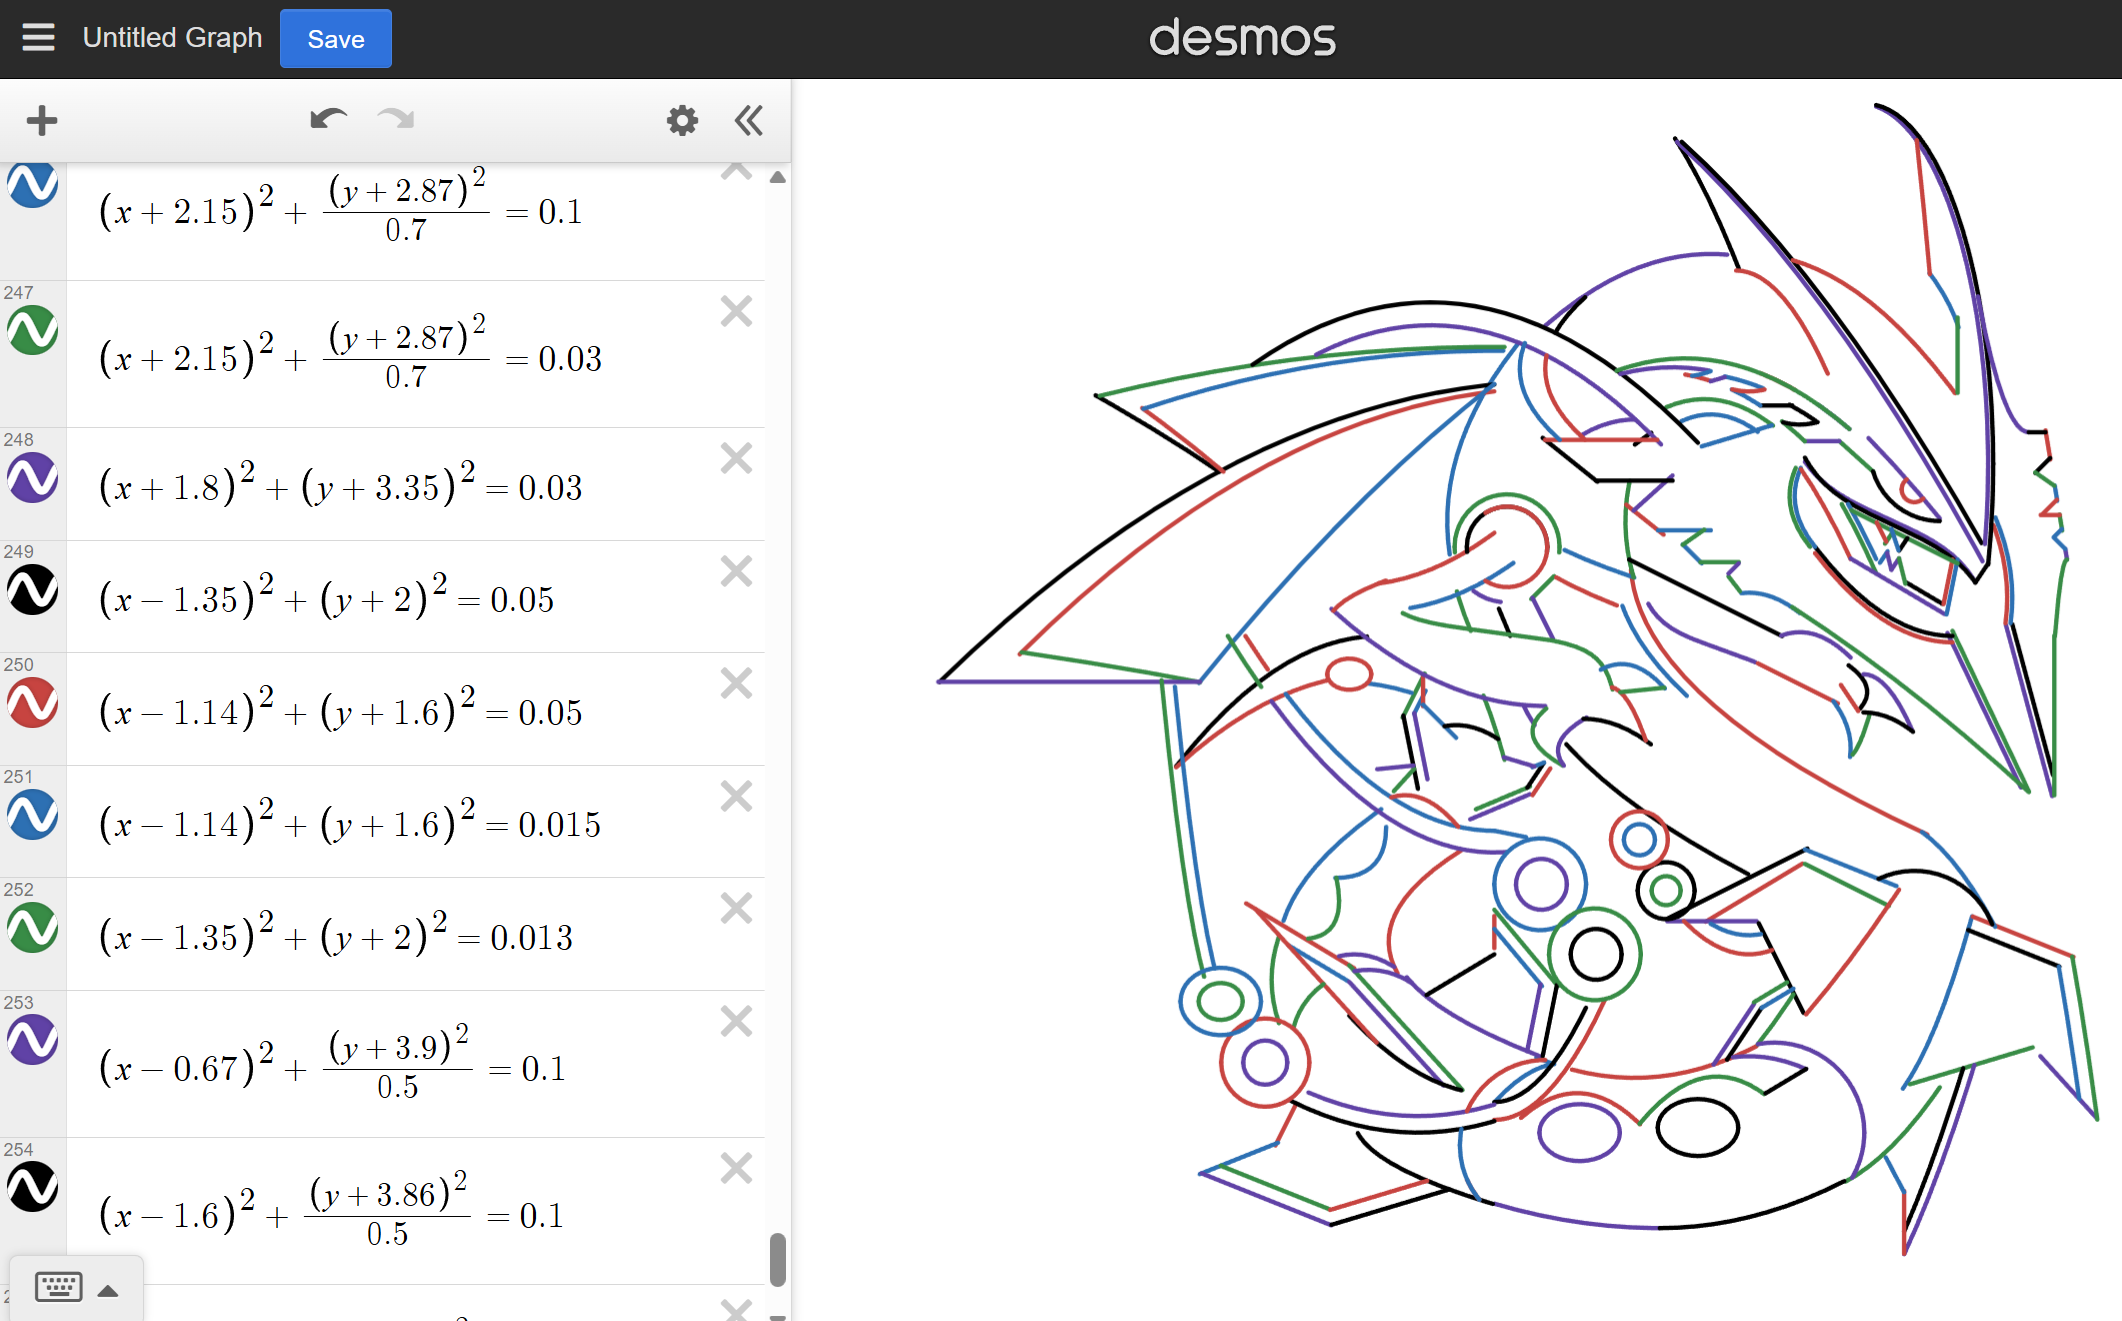 Untitled Graph Save desmos
(x + 2.15)² + (y + 2.87)²/0.7 = 0.1
247
(x + 2.15)² + (y + 2.87)²/0.7 = 0.03
248
(x + 1.8)² + (y + 3.35)² = 0.03
249
(x − 1.35)² + (y + 2)² = 0.05
250
(x − 1.14)² + (y + 1.6)² = 0.05
251
(x − 1.14)² + (y + 1.6)² = 0.015
252
(x − 1.35)² + (y + 2)² = 0.013
253
(x − 0.67)² + (y + 3.9)²/0.5 = 0.1
254
(x − 1.6)² + (y + 3.86)²/0.5 = 0.1